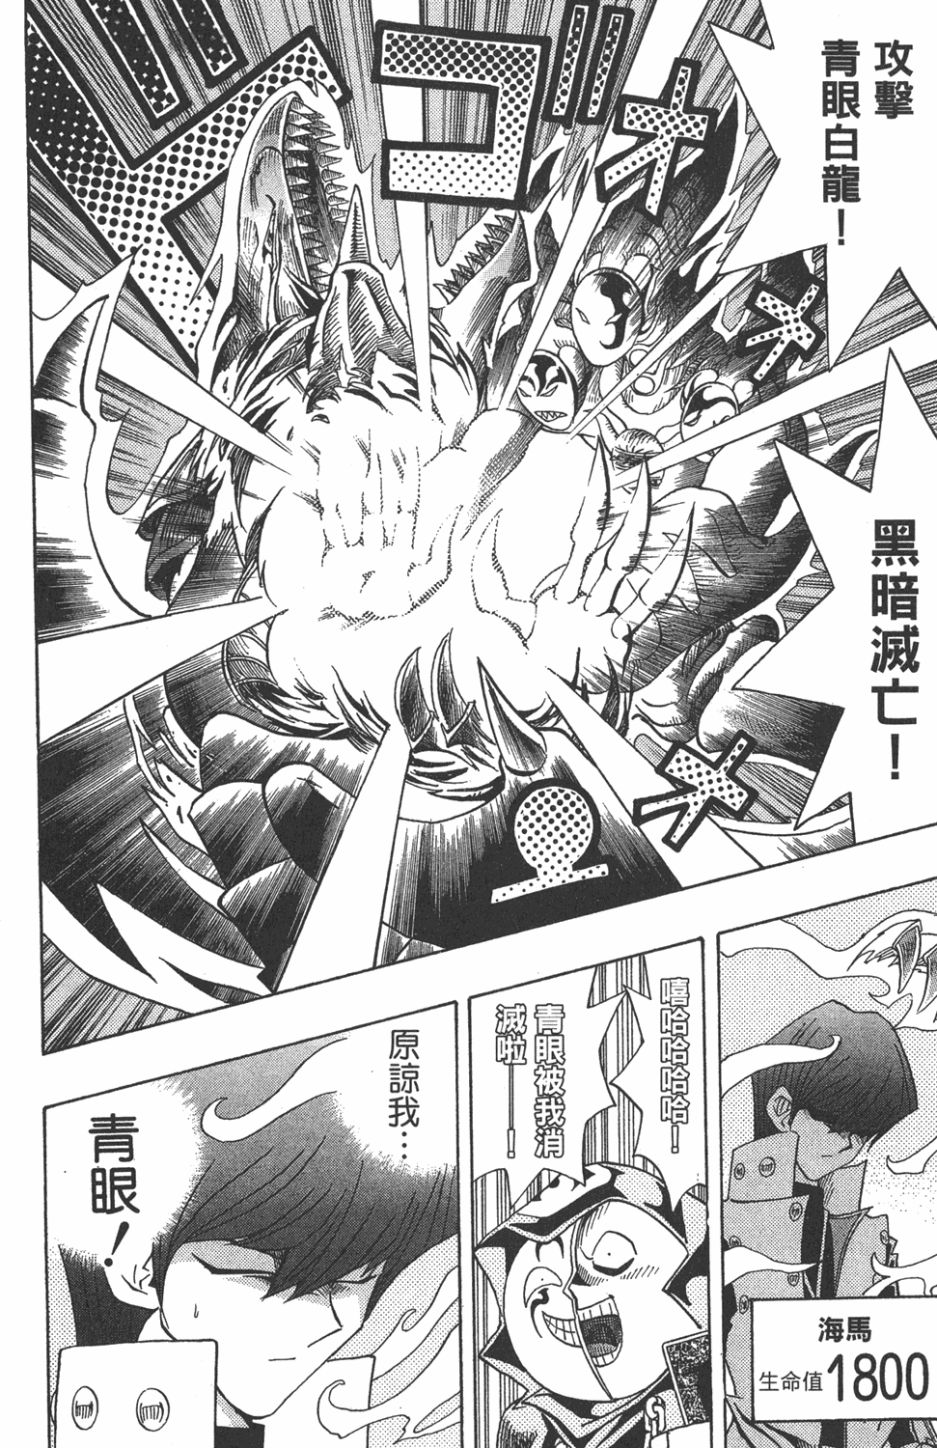 攻擊
青眼白龍！
黑暗滅亡！
ゴ
オ
オ
オ
嘻哈哈哈哈！
青眼被我消
滅啦——！
海馬
生命值1800
原諒我…
青眼！